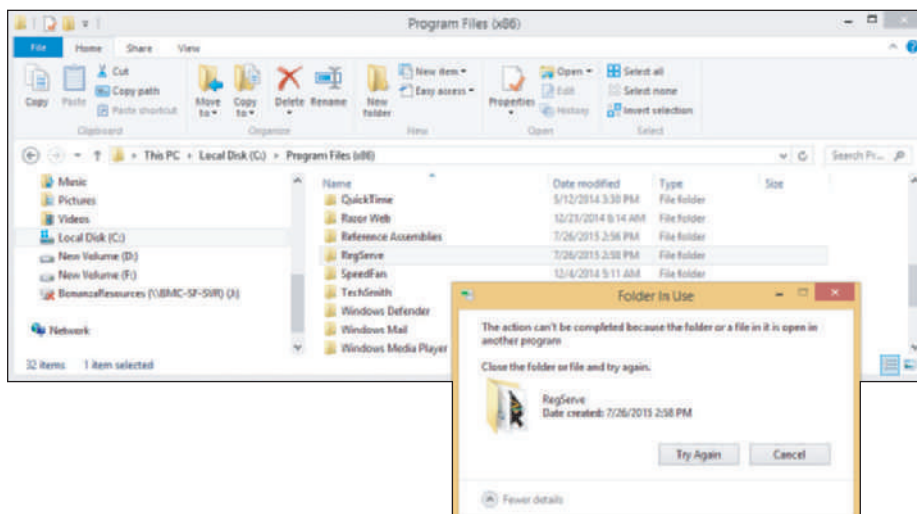 Program Files (x86)
File Home Share View
Copy
Paste
Cut
Copy path
Paste shortcut
Move to
Copy to
Delete
Rename
New folder
New item
Easy access
Properties
Open
Edit
History
Select all
Select none
Invert selection
Clipboard
Organize
New
Open
Select
This PC Local Disk (C:) Program Files (x86)
Search Pr...
Music
Pictures
Videos
Local Disk (C:)
New Volume (D:)
New Volume (F:)
BonanzaResources (\\BMC-SF-SVR) (J:)
Network
Name Date modified Type Size
QuickTime 5/12/2014 3:30 PM File folder
Razor Web 12/21/2014 8:14 AM File folder
Reference Assemblies 7/26/2015 2:56 PM File folder
RegServe 7/26/2015 2:58 PM File folder
SpeedFan 12/4/2014 5:11 AM File folder
TechSmith
Windows Defender
Windows Mail
Windows Media Player
32 items 1 item selected
Folder In Use
The action can't be completed because the folder or a file in it is open in
another program
Close the folder or file and try again.
RegServe
Date created: 7/26/2015 2:58 PM
Try Again Cancel
Fewer details